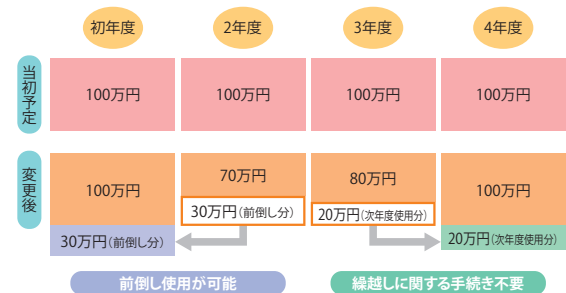 初年度
2年度
3年度
4年度
当初予定
100万円
100万円
100万円
100万円
変更後
100万円
70万円
80万円
100万円
30万円(前倒し分)
20万円(次年度使用分)
30万円(前倒し分)
20万円(次年度使用分)
前倒し使用が可能
繰越しに関する手続き不要